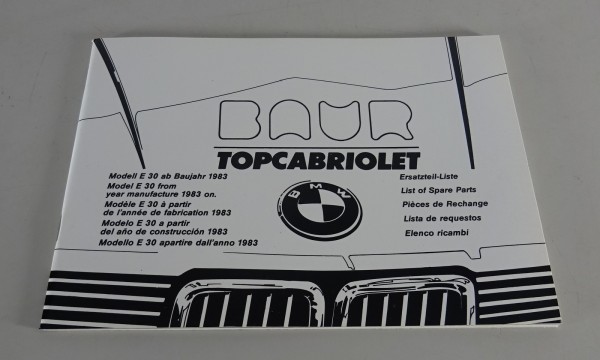 BAUR
TOPCABRIOLET
Modell E 30 ab Baujahr 1983
Model E 30 from
year manufacture 1983 on.
Modèle E 30 à partir
de l'année de fabrication 1983
Modelo E 30 a partir
del año de construcción 1983
Modello E 30 apartire dall'anno 1983
BMW
Ersatzteil-Liste
List of Spare Parts
Pièces de Rechange
Lista de requestos
Elenco ricambi